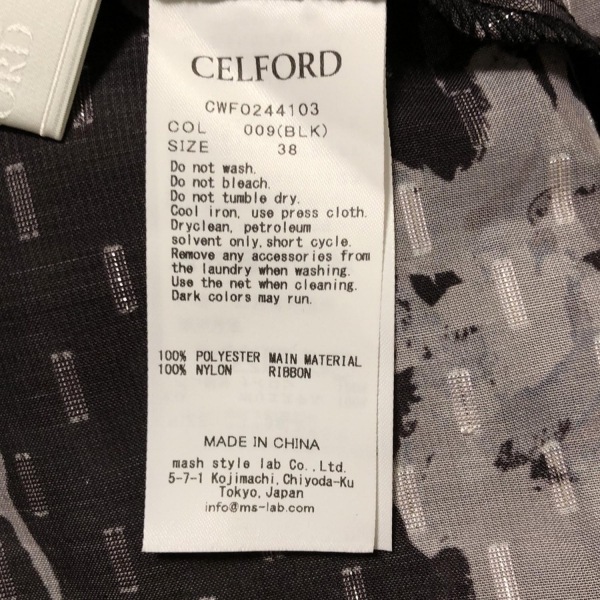 CELFORD
CWF0244103
COL 009(BLK)
SIZE 38
Do not wash.
Do not bleach.
Do not tumble dry.
Cool iron, use press cloth.
Dryclean, petroleum
solvent only, short cycle.
Remove any accessories from
the laundry when washing.
Use the net when cleaning.
Dark colors may run.
100% POLYESTER MAIN MATERIAL
100% NYLON RIBBON
MADE IN CHINA
mash style lab Co.,Ltd.
5-7-1 Kojimachi,Chiyoda-Ku
Tokyo,Japan
info@ms-lab.com